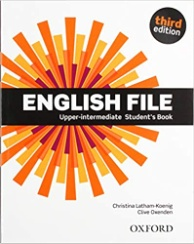 third
edition
ENGLISH FILE
Upper-intermediate Student's Book
Christina Latham-Koenig
Clive Oxenden
OXFORD